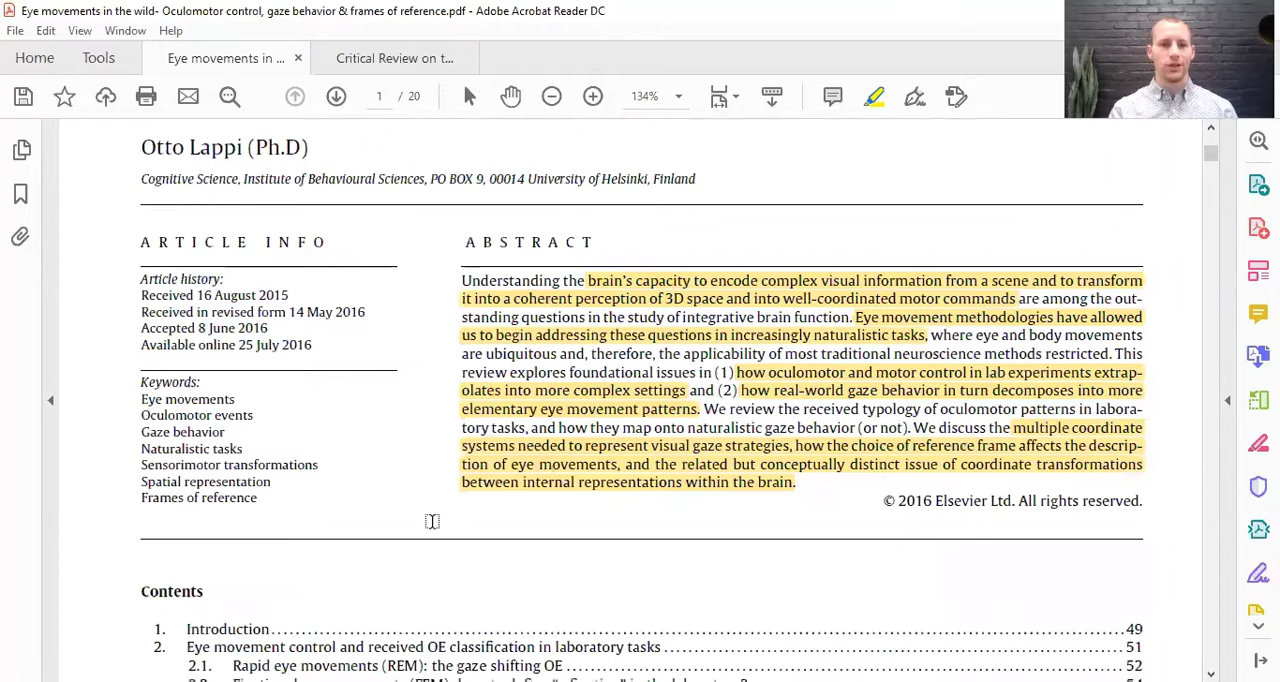 Eye movements in the wild- Oculomotor control, gaze behavior & frames of reference.pdf - Adobe Acrobat Reader DC
File Edit View Window Help
Home Tools Eye movements in ... × Critical Review on t...
1 / 20 134%
Otto Lappi (Ph.D)
Cognitive Science, Institute of Behavioural Sciences, PO BOX 9, 00014 University of Helsinki, Finland
ARTICLE INFO
Article history:
Received 16 August 2015
Received in revised form 14 May 2016
Accepted 8 June 2016
Available online 25 July 2016
Keywords:
Eye movements
Oculomotor events
Gaze behavior
Naturalistic tasks
Sensorimotor transformations
Spatial representation
Frames of reference
ABSTRACT
Understanding the brain's capacity to encode complex visual information from a scene and to transform
it into a coherent perception of 3D space and into well-coordinated motor commands are among the out-
standing questions in the study of integrative brain function. Eye movement methodologies have allowed
us to begin addressing these questions in increasingly naturalistic tasks, where eye and body movements
are ubiquitous and, therefore, the applicability of most traditional neuroscience methods restricted. This
review explores foundational issues in (1) how oculomotor and motor control in lab experiments extrap-
olates into more complex settings and (2) how real-world gaze behavior in turn decomposes into more
elementary eye movement patterns. We review the received typology of oculomotor patterns in labora-
tory tasks, and how they map onto naturalistic gaze behavior (or not). We discuss the multiple coordinate
systems needed to represent visual gaze strategies, how the choice of reference frame affects the descrip-
tion of eye movements, and the related but conceptually distinct issue of coordinate transformations
between internal representations within the brain.
© 2016 Elsevier Ltd. All rights reserved.
Contents
1. Introduction 49
2. Eye movement control and received OE classification in laboratory tasks 51
2.1. Rapid eye movements (REM): the gaze shifting OE 52